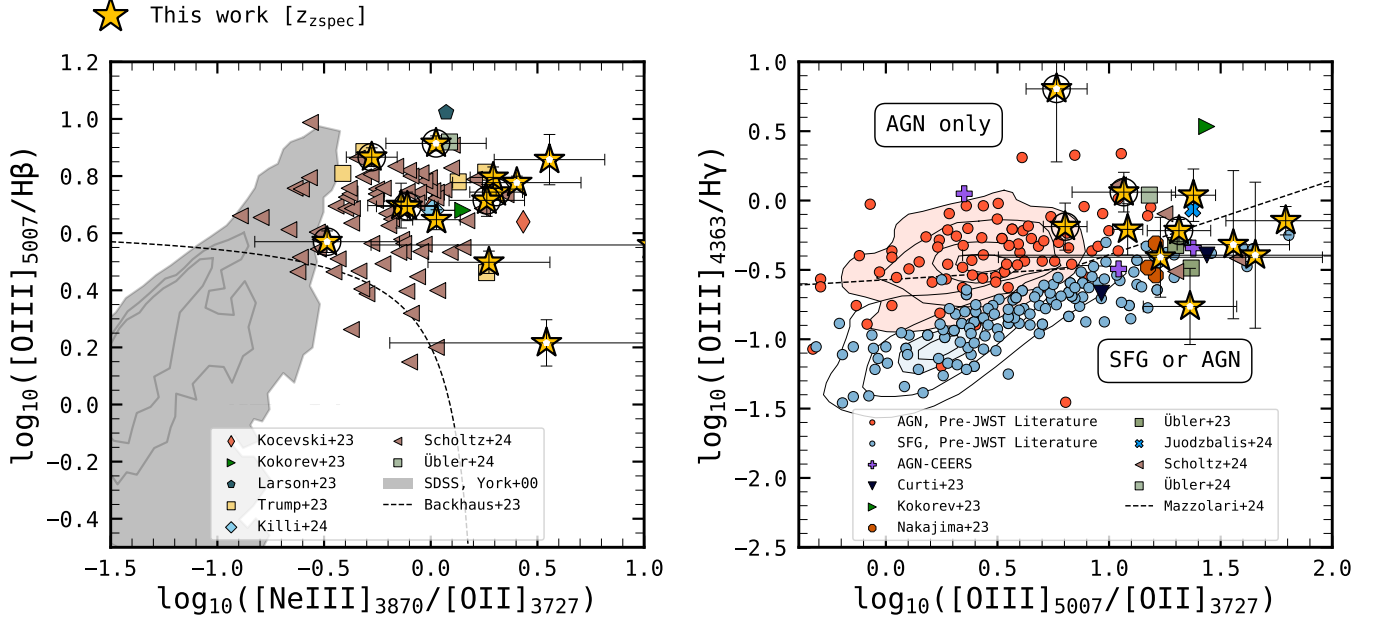 This work [z_zspec]
1.2
1.0
0.8
0.6
0.4
0.2
0.0
−0.2
−0.4
log₁₀([OIII]₅₀₀₇/Hβ)
Kocevski+23
Kokorev+23
Larson+23
Trump+23
Killi+24
Scholtz+24
Übler+24
SDSS, York+00
Backhaus+23
−1.5 −1.0 −0.5 0.0 0.5 1.0
log₁₀([NeIII]₃₈₇₀/[OII]₃₇₂₇)
1.0
0.5
0.0
−0.5
−1.0
−1.5
−2.0
−2.5
log₁₀([OIII]₄₃₆₃/Hγ)
AGN only
SFG or AGN
AGN, Pre-JWST Literature
SFG, Pre-JWST Literature
AGN-CEERS
Curti+23
Kokorev+23
Nakajima+23
Übler+23
Juodzbalis+24
Scholtz+24
Übler+24
Mazzolari+24
0.0 0.5 1.0 1.5 2.0
log₁₀([OIII]₅₀₀₇/[OII]₃₇₂₇)